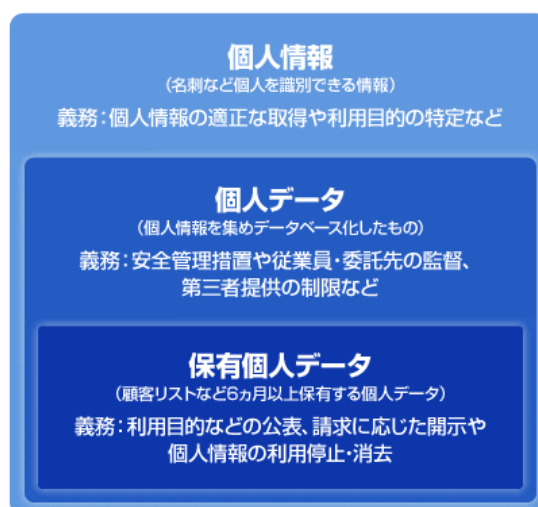 個人情報
(名刺など個人を識別できる情報)
義務:個人情報の適正な取得や利用目的の特定など
個人データ
(個人情報を集めデータベース化したもの)
義務:安全管理措置や従業員・委託先の監督、
第三者提供の制限など
保有個人データ
(顧客リストなど6ヵ月以上保有する個人データ)
義務:利用目的などの公表、請求に応じた開示や
個人情報の利用停止・消去